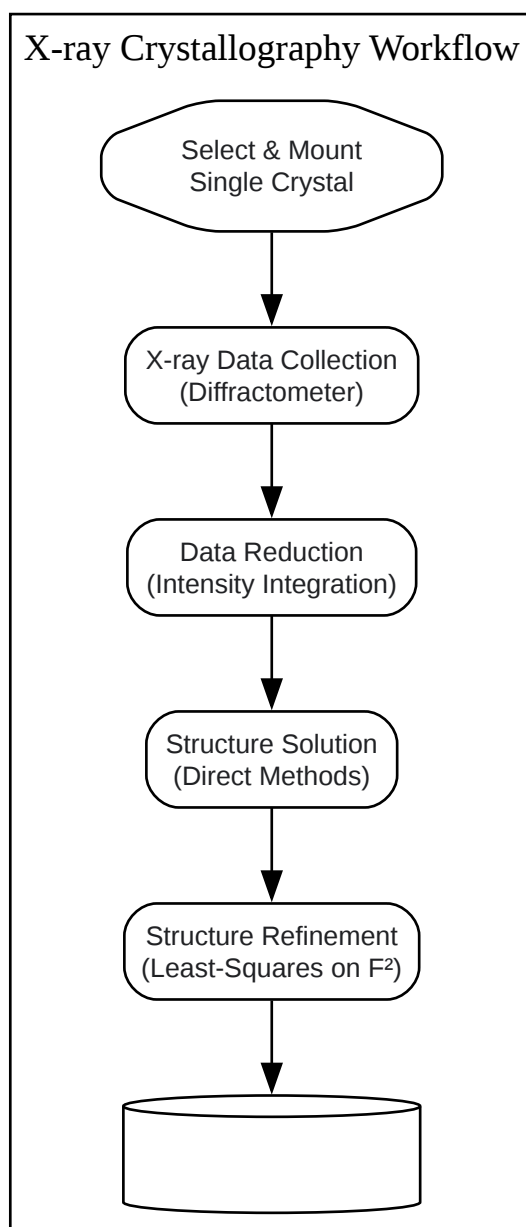 X-ray Crystallography Workflow
Select & Mount
Single Crystal
X-ray Data Collection
(Diffractometer)
Data Reduction
(Intensity Integration)
Structure Solution
(Direct Methods)
Structure Refinement
(Least-Squares on F²)